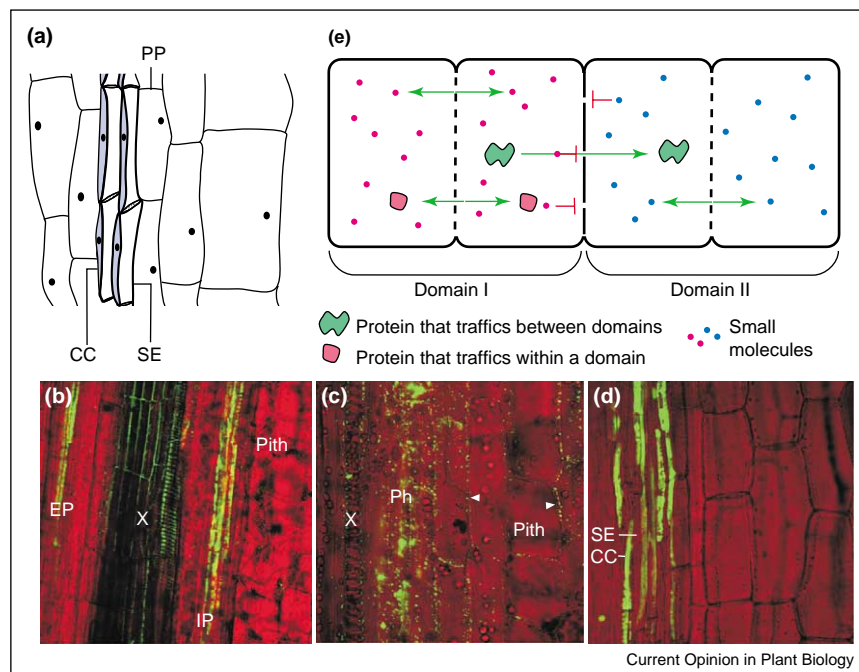 (a)
PP
CC
SE
(e)
Domain I
Domain II
Protein that traffics between domains
Protein that traffics within a domain
Small
molecules
(b)
EP
X
IP
Pith
(c)
X
Ph
Pith
(d)
SE
CC
Current Opinion in Plant Biology